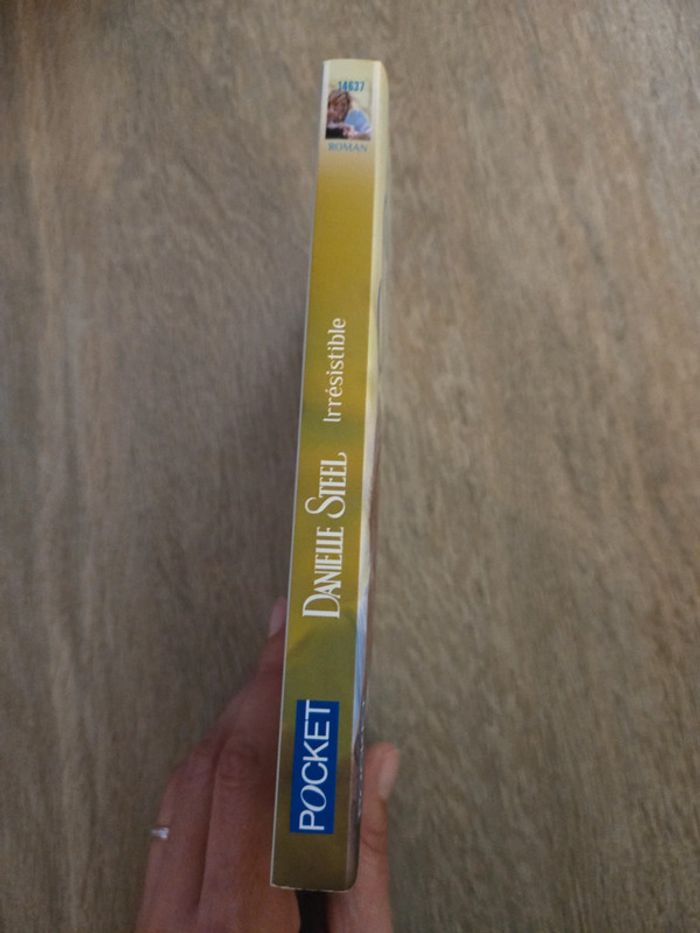 14637
ROMAN
Irrésistible
DANIELLE STEEL
POCKET